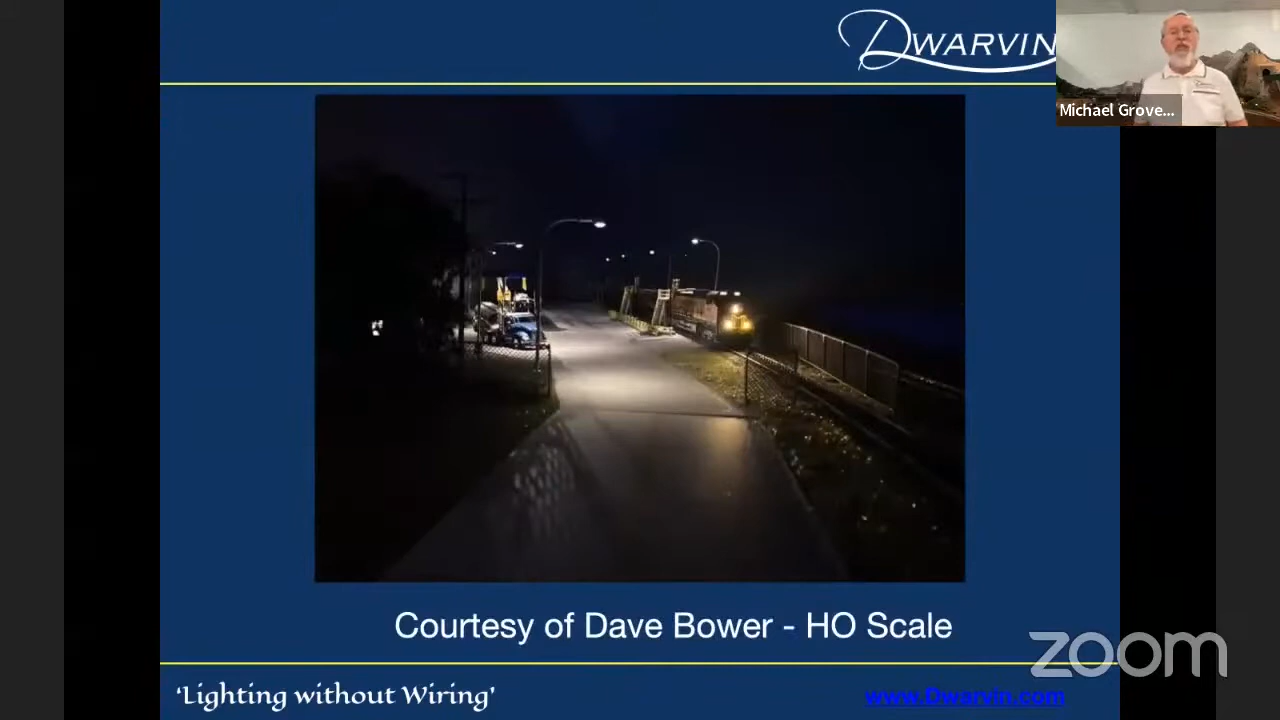 DWARVIN
Michael Grove...
Courtesy of Dave Bower - HO Scale
zoom
'Lighting without Wiring'
www.Dwarvin.com